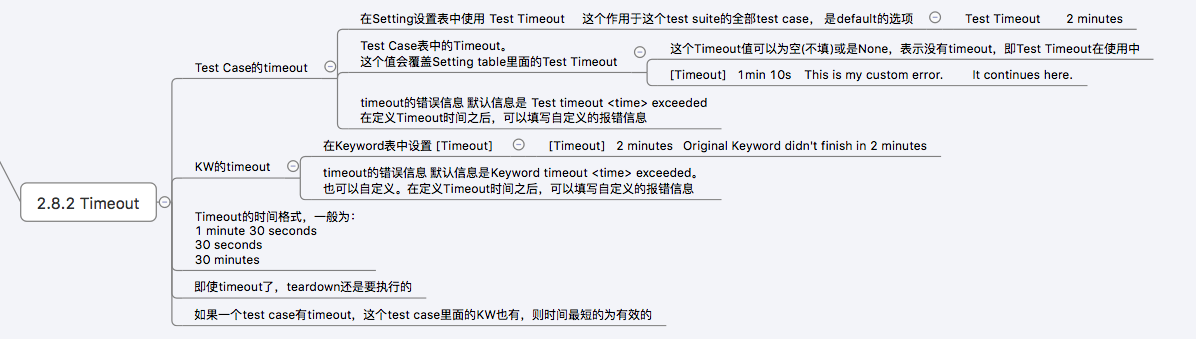 在Setting设置表中使用 Test Timeout 这个作用于这个test suite的全部test case， 是default的选项 Test Timeout 2 minutes
Test Case表中的Timeout。
这个值会覆盖Setting table里面的Test Timeout
这个Timeout值可以为空(不填)或是None，表示没有timeout，即Test Timeout在使用中
[Timeout] 1min 10s This is my custom error. It continues here.
Test Case的timeout
timeout的错误信息 默认信息是 Test timeout <time> exceeded
在定义Timeout时间之后，可以填写自定义的报错信息
在Keyword表中设置 [Timeout] [Timeout] 2 minutes Original Keyword didn't finish in 2 minutes
KW的timeout
timeout的错误信息 默认信息是Keyword timeout <time> exceeded。
也可以自定义。在定义Timeout时间之后，可以填写自定义的报错信息
2.8.2 Timeout
Timeout的时间格式，一般为：
1 minute 30 seconds
30 seconds
30 minutes
即使timeout了，teardown还是要执行的
如果一个test case有timeout，这个test case里面的KW也有，则时间最短的为有效的